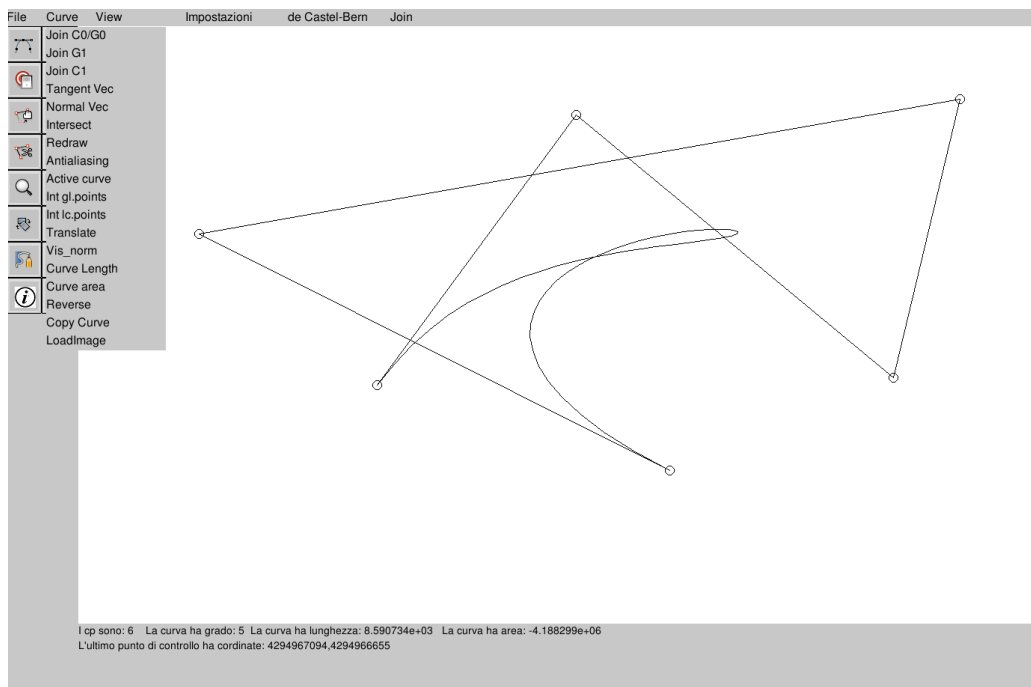 File Curve View Impostazioni de Castel-Bern Join
Join C0/G0
Join G1
Join C1
Tangent Vec
Normal Vec
Intersect
Redraw
Antialiasing
Active curve
Int gl.points
Int lc.points
Translate
Vis_norm
Curve Length
Curve area
Reverse
Copy Curve
LoadImage
I cp sono: 6 La curva ha grado: 5 La curva ha lunghezza: 8.590734e+03 La curva ha area: -4.188299e+06
L'ultimo punto di controllo ha cordinate: 4294967094,4294966655